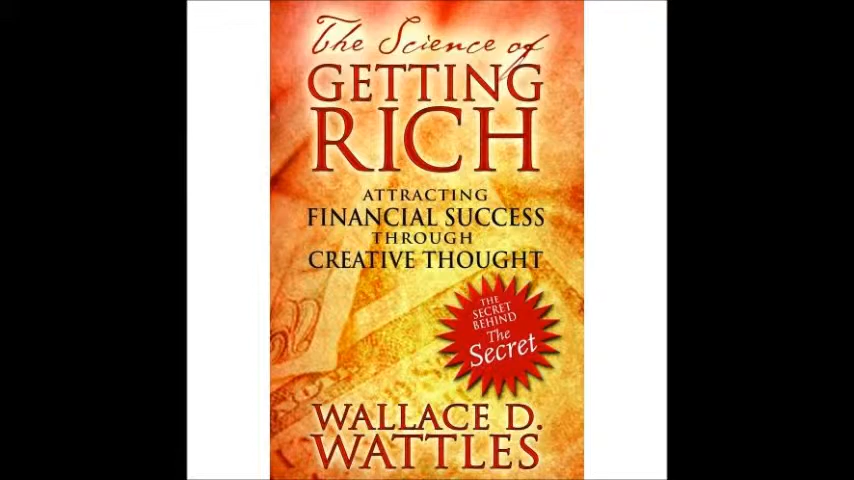 The Science of
GETTING
RICH
ATTRACTING
FINANCIAL SUCCESS
THROUGH
CREATIVE THOUGHT
THE
SECRET
BEHIND
The
Secret
WALLACE D.
WATTLES